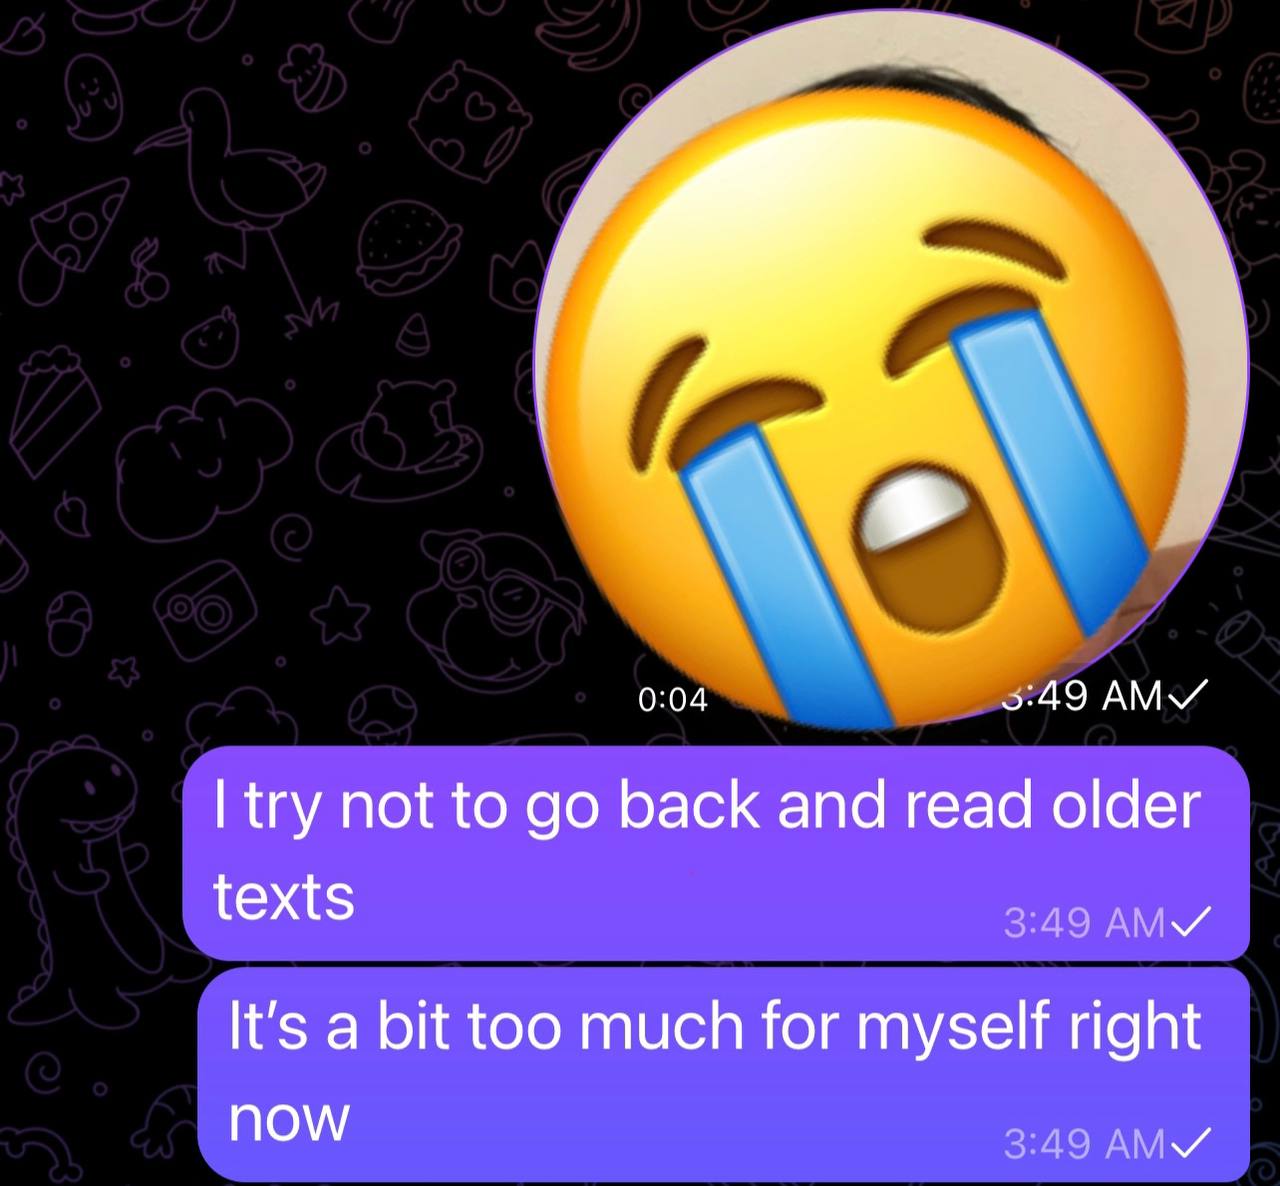 0:04
3:49 AM
I try not to go back and read older
texts
3:49 AM
It’s a bit too much for myself right
now
3:49 AM